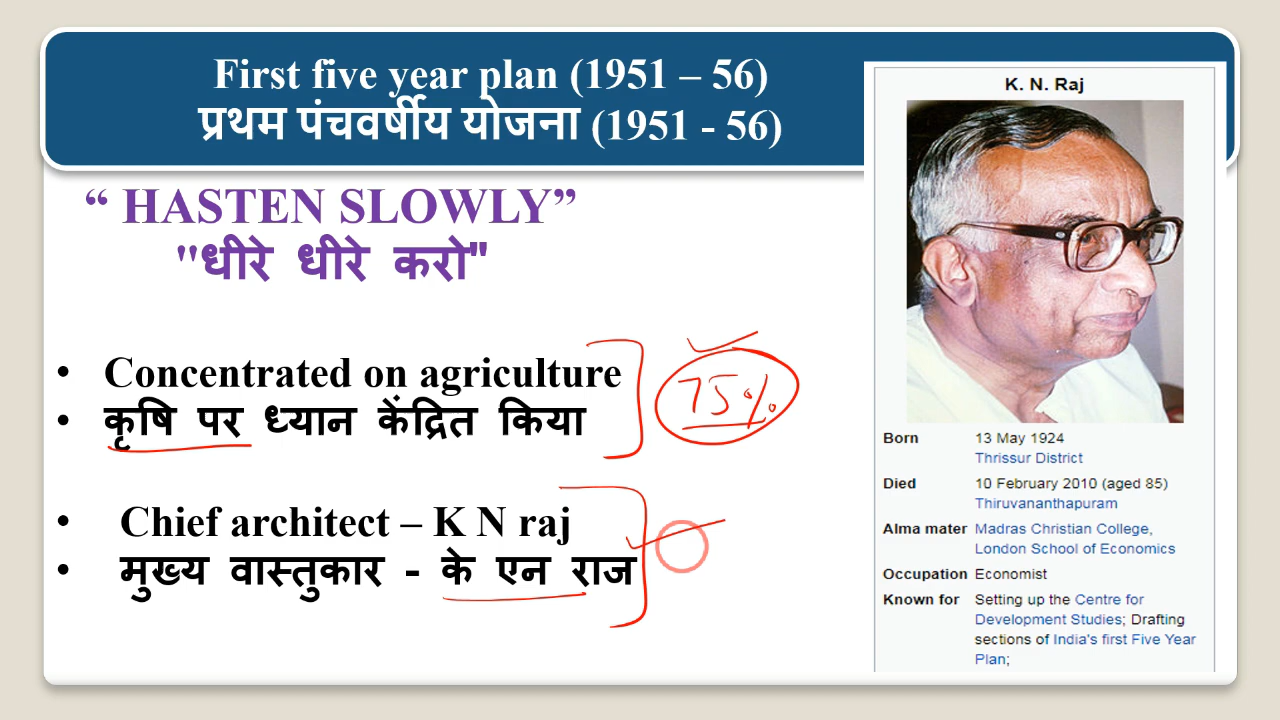 First five year plan (1951 – 56)
प्रथम पंचवर्षीय योजना (1951 - 56)
“ HASTEN SLOWLY”
"धीरे धीरे करो"
• Concentrated on agriculture
• कृषि पर ध्यान केंद्रित किया
75%
• Chief architect – K N raj
• मुख्य वास्तुकार - के एन राज
K. N. Raj
Born 13 May 1924
Thrissur District
Died 10 February 2010 (aged 85)
Thiruvananthapuram
Alma mater Madras Christian College,
London School of Economics
Occupation Economist
Known for Setting up the Centre for
Development Studies; Drafting
sections of India's first Five Year
Plan;